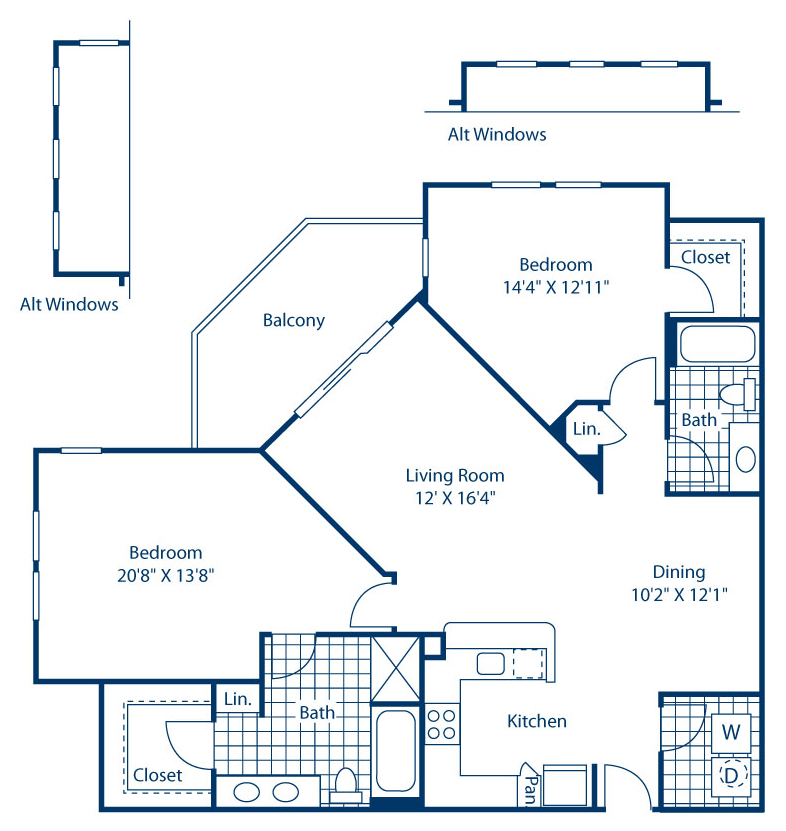 Alt Windows
Alt Windows
Bedroom
14'4" X 12'11"
Closet
Balcony
Bath
Lin.
Living Room
12' X 16'4"
Bedroom
20'8" X 13'8"
Dining
10'2" X 12'1"
Lin.
Bath
Kitchen
W
D
Closet
Pan.